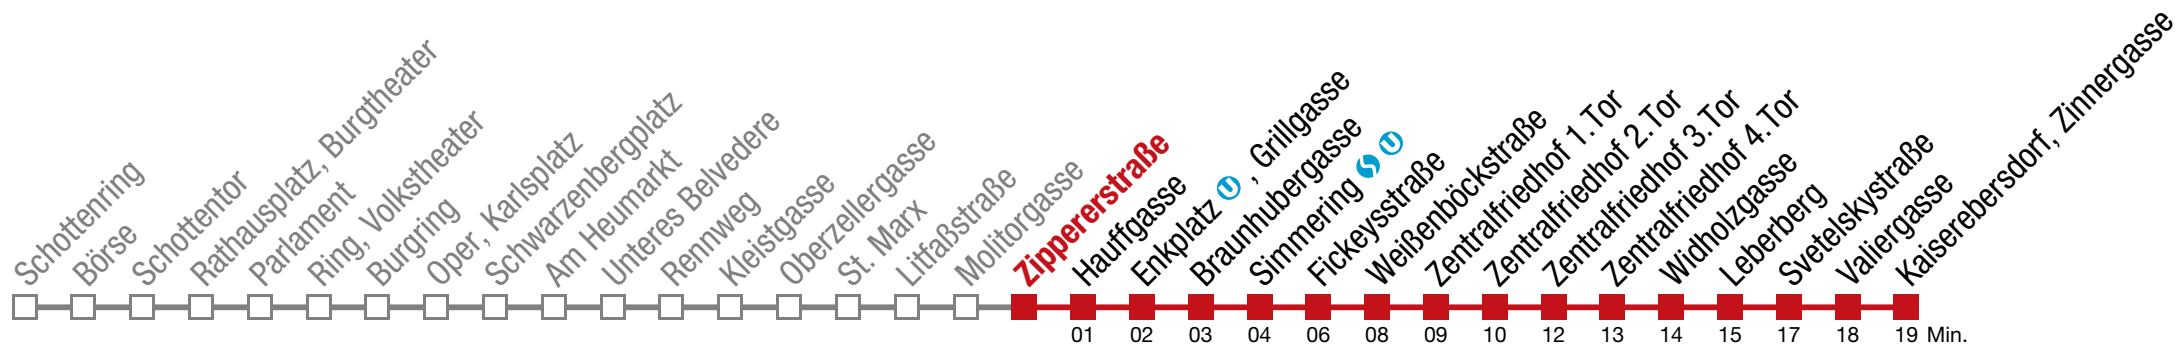 Schottenring
Börse
Schottentor
Rathausplatz, Burgtheater
Parlament
Ring, Volkstheater
Burgring
Oper, Karlsplatz
Schwarzenbergplatz
Am Heumarkt
Unteres Belvedere
Rennweg
Kleistgasse
Oberzellergasse
St. Marx
Litfaßstraße
Molitorgasse
Zippererstraße
Hauffgasse
Enkplatz U , Grillgasse
Braunhubergasse
Simmering S U
Fickeysstraße
Weißenböckstraße
Zentralfriedhof 1.Tor
Zentralfriedhof 2.Tor
Zentralfriedhof 3.Tor
Zentralfriedhof 4.Tor
Widholzgasse
Leberberg
Svetelskystraße
Valiergasse
Kaiserebersdorf, Zinnergasse
01 02 03 04 06 08 09 10 12 13 14 15 17 18 19 Min.